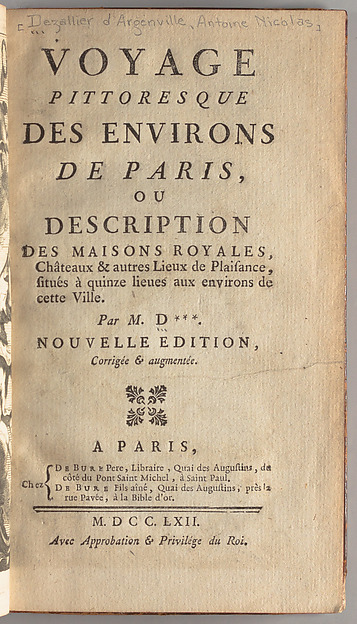 [Dezallier d'Argenville, Antoine Nicolas]
VOYAGE
PITTORESQUE
DES ENVIRONS
DE PARIS,
OU
DESCRIPTION
DES MAISONS ROYALES,
Châteaux & autres Lieux de Plaiſance,
ſitués à quinze lieues aux environs de
cette Ville.
Par M. D***.
NOUVELLE EDITION,
Corrigée & augmentée.
A PARIS,
Chez
DE BURE Pere, Libraire, Quai des Auguſtins, du
côté du Pont Saint Michel, à Saint Paul.
DE BURE Fils aîné, Quai des Auguſtins, près la
rue Pavée, à la Bible d'or.
M. DCC. LXII.
Avec Approbation & Privilége du Roi.